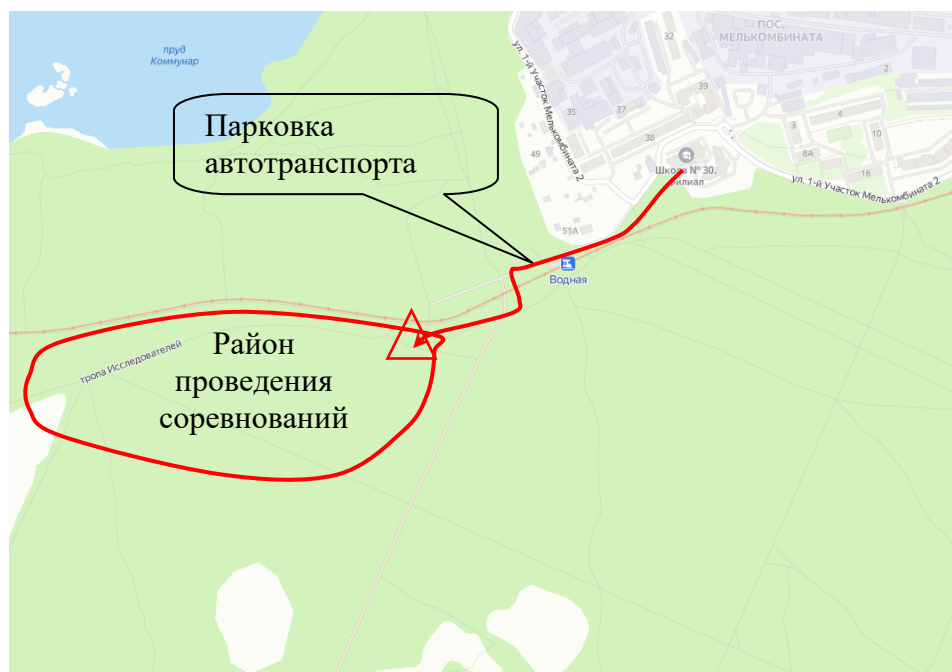 пруд
Коммунар
ПОС.
МЕЛЬКОМБИНАТА
ул. 1-й Участок Мелькомбината 2
32
2
39
35
37
38
3
4
10
8А
16
49
51А
Парковка
автотранспорта
Школа № 30,
филиал
ул. 1-й Участок Мелькомбината 2
Водная
Район
проведения
соревнований
тропа Исследователей